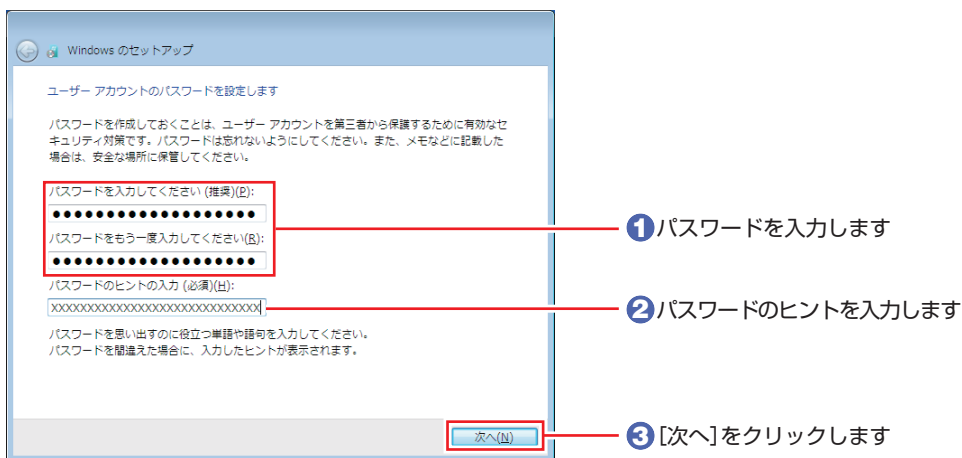 Windows のセットアップ
ユーザー アカウントのパスワードを設定します
パスワードを作成しておくことは、ユーザー アカウントを第三者から保護するために有効なセ
キュリティ対策です。パスワードは忘れないようにしてください。また、メモなどに記載した
場合は、安全な場所に保管してください。
パスワードを入力してください (推奨)(P):
●●●●●●●●●●●●●●●●●●●
パスワードをもう一度入力してください(R):
●●●●●●●●●●●●●●●●●●●
❶パスワードを入力します
パスワードのヒントの入力 (必須)(H):
XXXXXXXXXXXXXXXXXXXXXXXXXXXXX
❷パスワードのヒントを入力します
パスワードを思い出すのに役立つ単語や語句を入力してください。
パスワードを間違えた場合に、入力したヒントが表示されます。
次へ(N)
❸[次へ]をクリックします